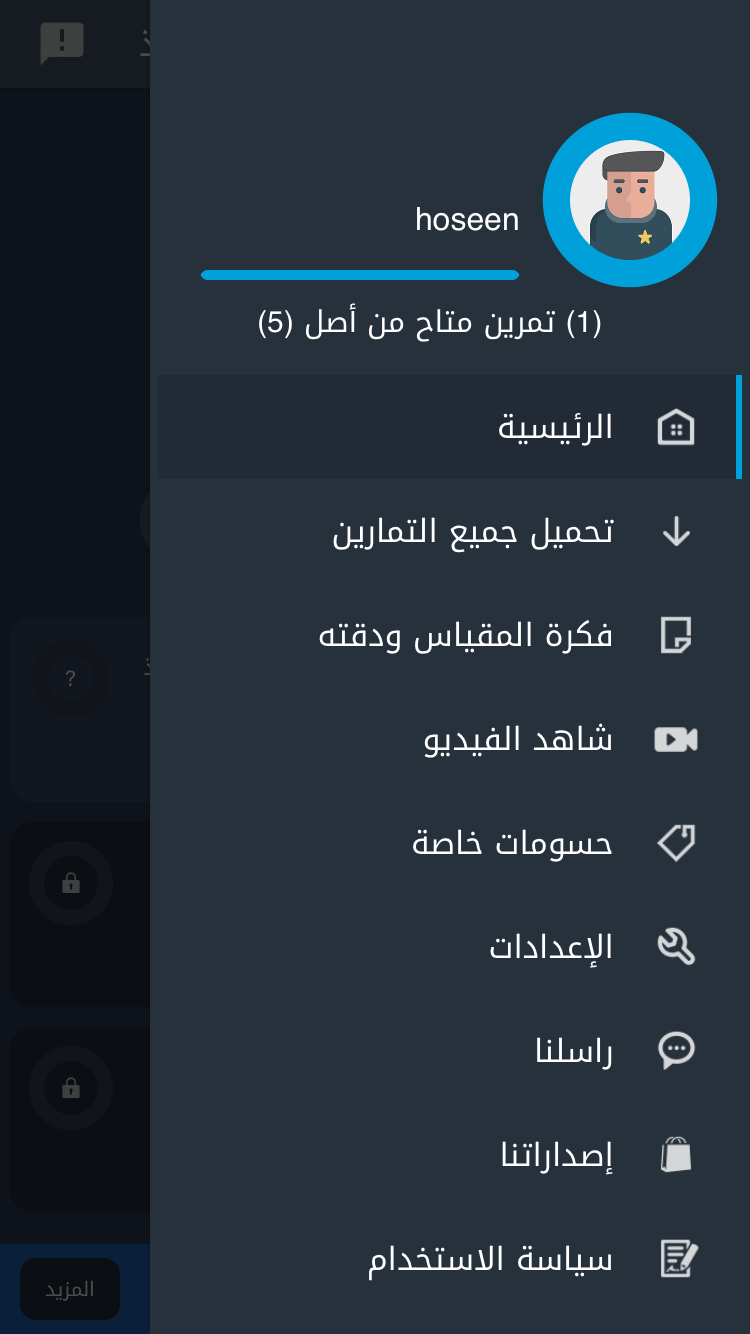 hoseen
(1) تمرين متاح من أصل (5)
الرئيسية
تحميل جميع التمارين
فكرة المقياس ودقته
شاهد الفيديو
حسومات خاصة
الإعدادات
راسلنا
إصداراتنا
سياسة الاستخدام
?
المزيد